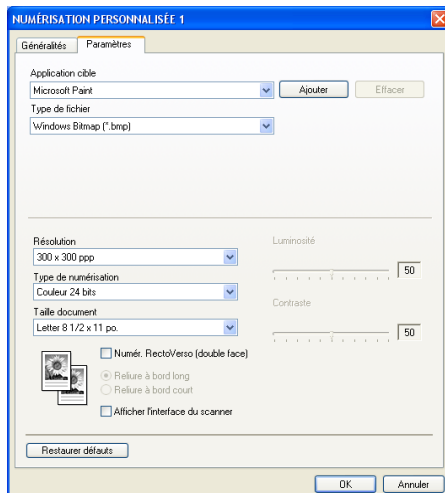 NUMÉRISATION PERSONNALISÉE 1
Généralités Paramètres
Application cible
Microsoft Paint Ajouter Effacer
Type de fichier
Windows Bitmap (*.bmp)
Résolution Luminosité
300 x 300 ppp
50
Type de numérisation
Couleur 24 bits
Contraste
Taille document
Letter 8 1/2 x 11 po.
50
Numér. RectoVerso (double face)
Reliure à bord long
Reliure à bord court
Afficher l'interface du scanner
Restaurer défauts
OK Annuler